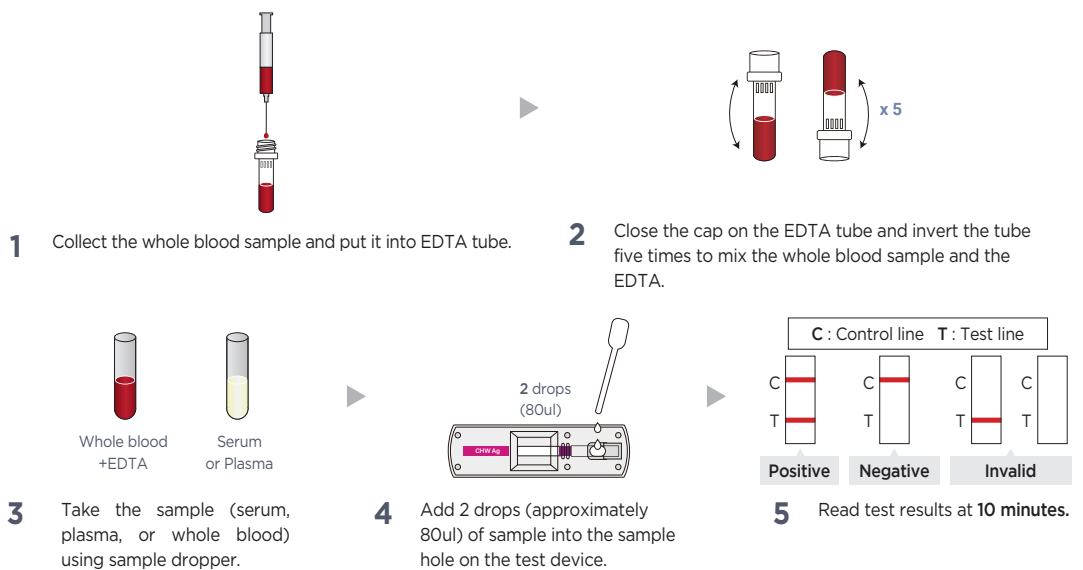 x 5
1 Collect the whole blood sample and put it into EDTA tube.
2 Close the cap on the EDTA tube and invert the tube
five times to mix the whole blood sample and the
EDTA.
Whole blood
+EDTA
Serum
or Plasma
3 Take the sample (serum,
plasma, or whole blood)
using sample dropper.
2 drops
(80ul)
CHW Ag
4 Add 2 drops (approximately
80ul) of sample into the sample
hole on the test device.
C : Control line T : Test line
C C C C
T T T T
Positive Negative Invalid
5 Read test results at 10 minutes.